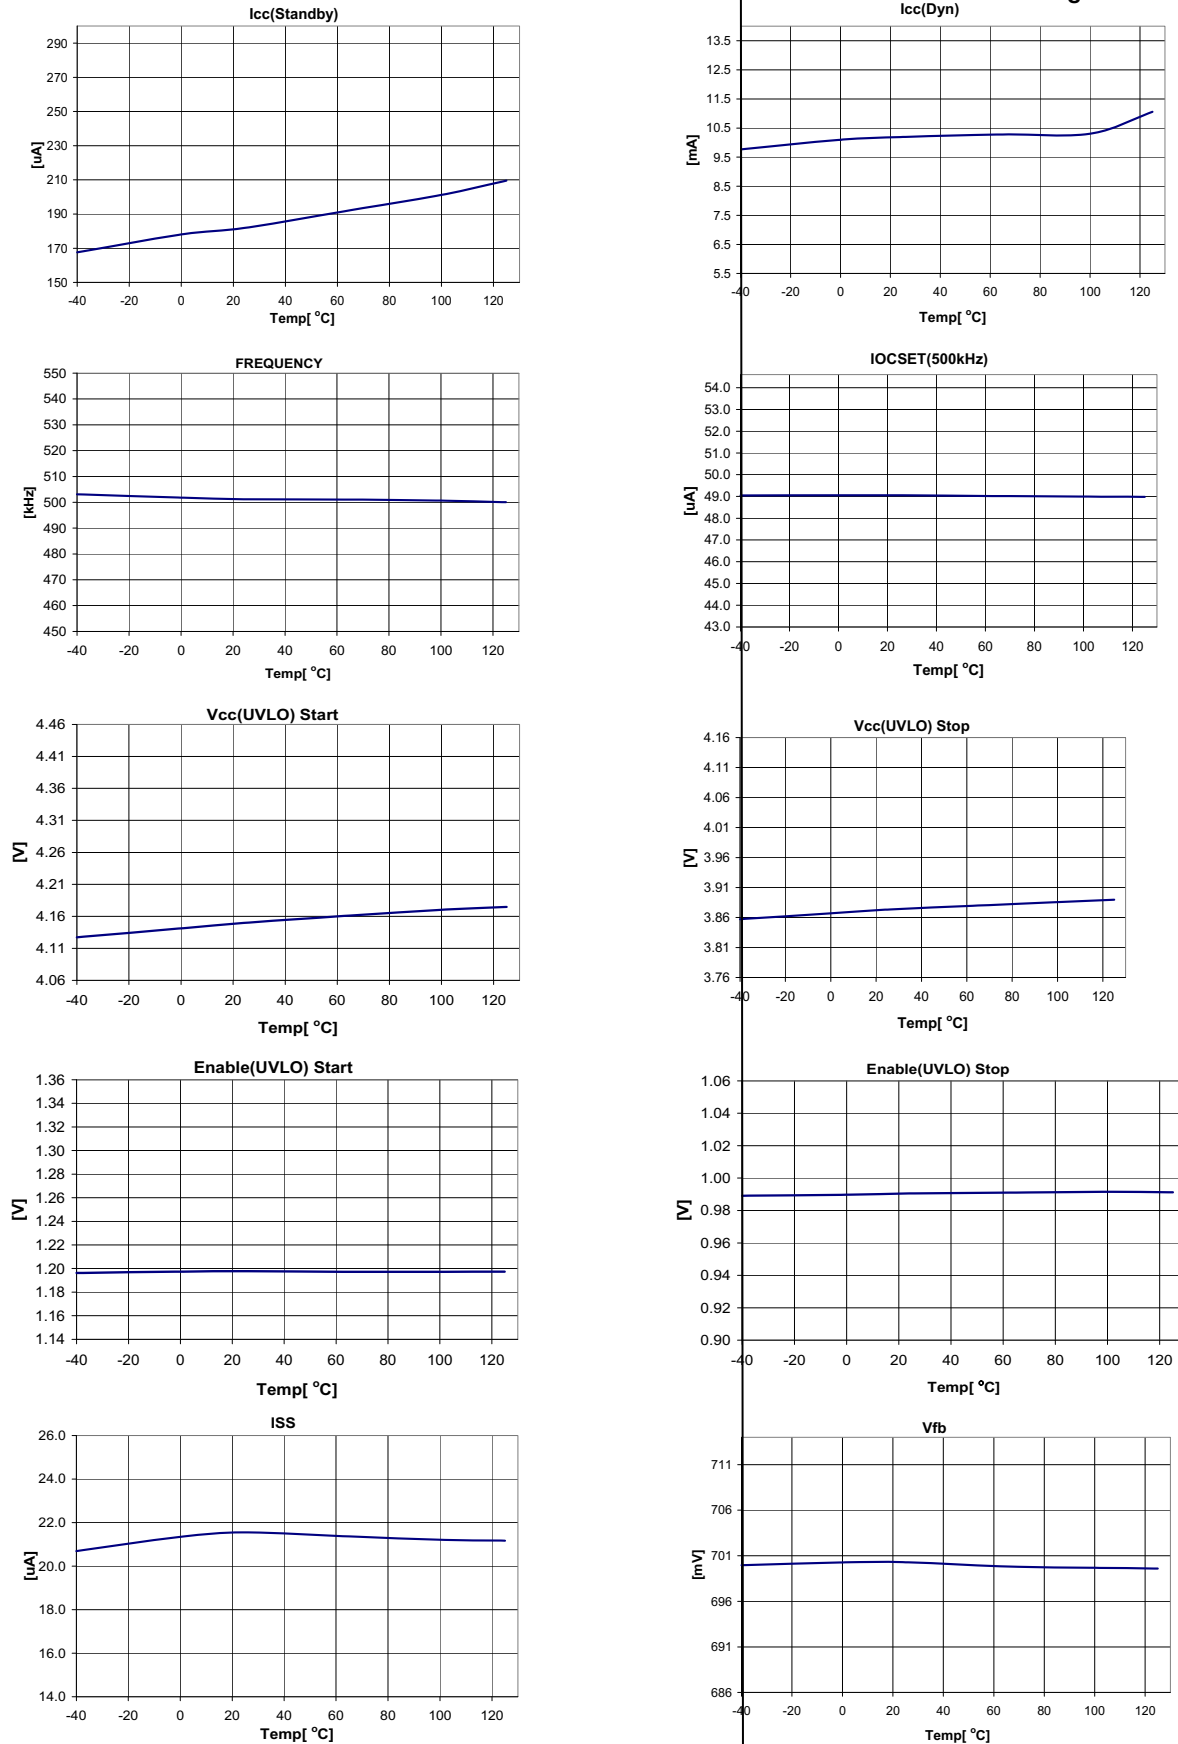 g
Icc(Standby)
290
270
250
230
210
190
170
150
[uA]
-40 -20 0 20 40 60 80 100 120
Temp[ °C]
Icc(Dyn)
13.5
12.5
11.5
10.5
9.5
8.5
7.5
6.5
5.5
[mA]
-40 -20 0 20 40 60 80 100 120
Temp[ °C]
FREQUENCY
550
540
530
520
510
500
490
480
470
460
450
[kHz]
-40 -20 0 20 40 60 80 100 120
Temp[ °C]
IOCSET(500kHz)
54.0
53.0
52.0
51.0
50.0
49.0
48.0
47.0
46.0
45.0
44.0
43.0
[uA]
-40 -20 0 20 40 60 80 100 120
Temp[ °C]
Vcc(UVLO) Start
4.46
4.41
4.36
4.31
4.26
4.21
4.16
4.11
4.06
[V]
-40 -20 0 20 40 60 80 100 120
Temp[ °C]
Vcc(UVLO) Stop
4.16
4.11
4.06
4.01
3.96
3.91
3.86
3.81
3.76
[V]
-40 -20 0 20 40 60 80 100 120
Temp[ °C]
Enable(UVLO) Start
1.36
1.34
1.32
1.30
1.28
1.26
1.24
1.22
1.20
1.18
1.16
1.14
[V]
-40 -20 0 20 40 60 80 100 120
Temp[ °C]
Enable(UVLO) Stop
1.06
1.04
1.02
1.00
0.98
0.96
0.94
0.92
0.90
[V]
-40 -20 0 20 40 60 80 100 120
Temp[ °C]
ISS
26.0
24.0
22.0
20.0
18.0
16.0
14.0
[uA]
-40 -20 0 20 40 60 80 100 120
Temp[ °C]
Vfb
711
706
701
696
691
686
[mV]
-40 -20 0 20 40 60 80 100 120
Temp[ °C]